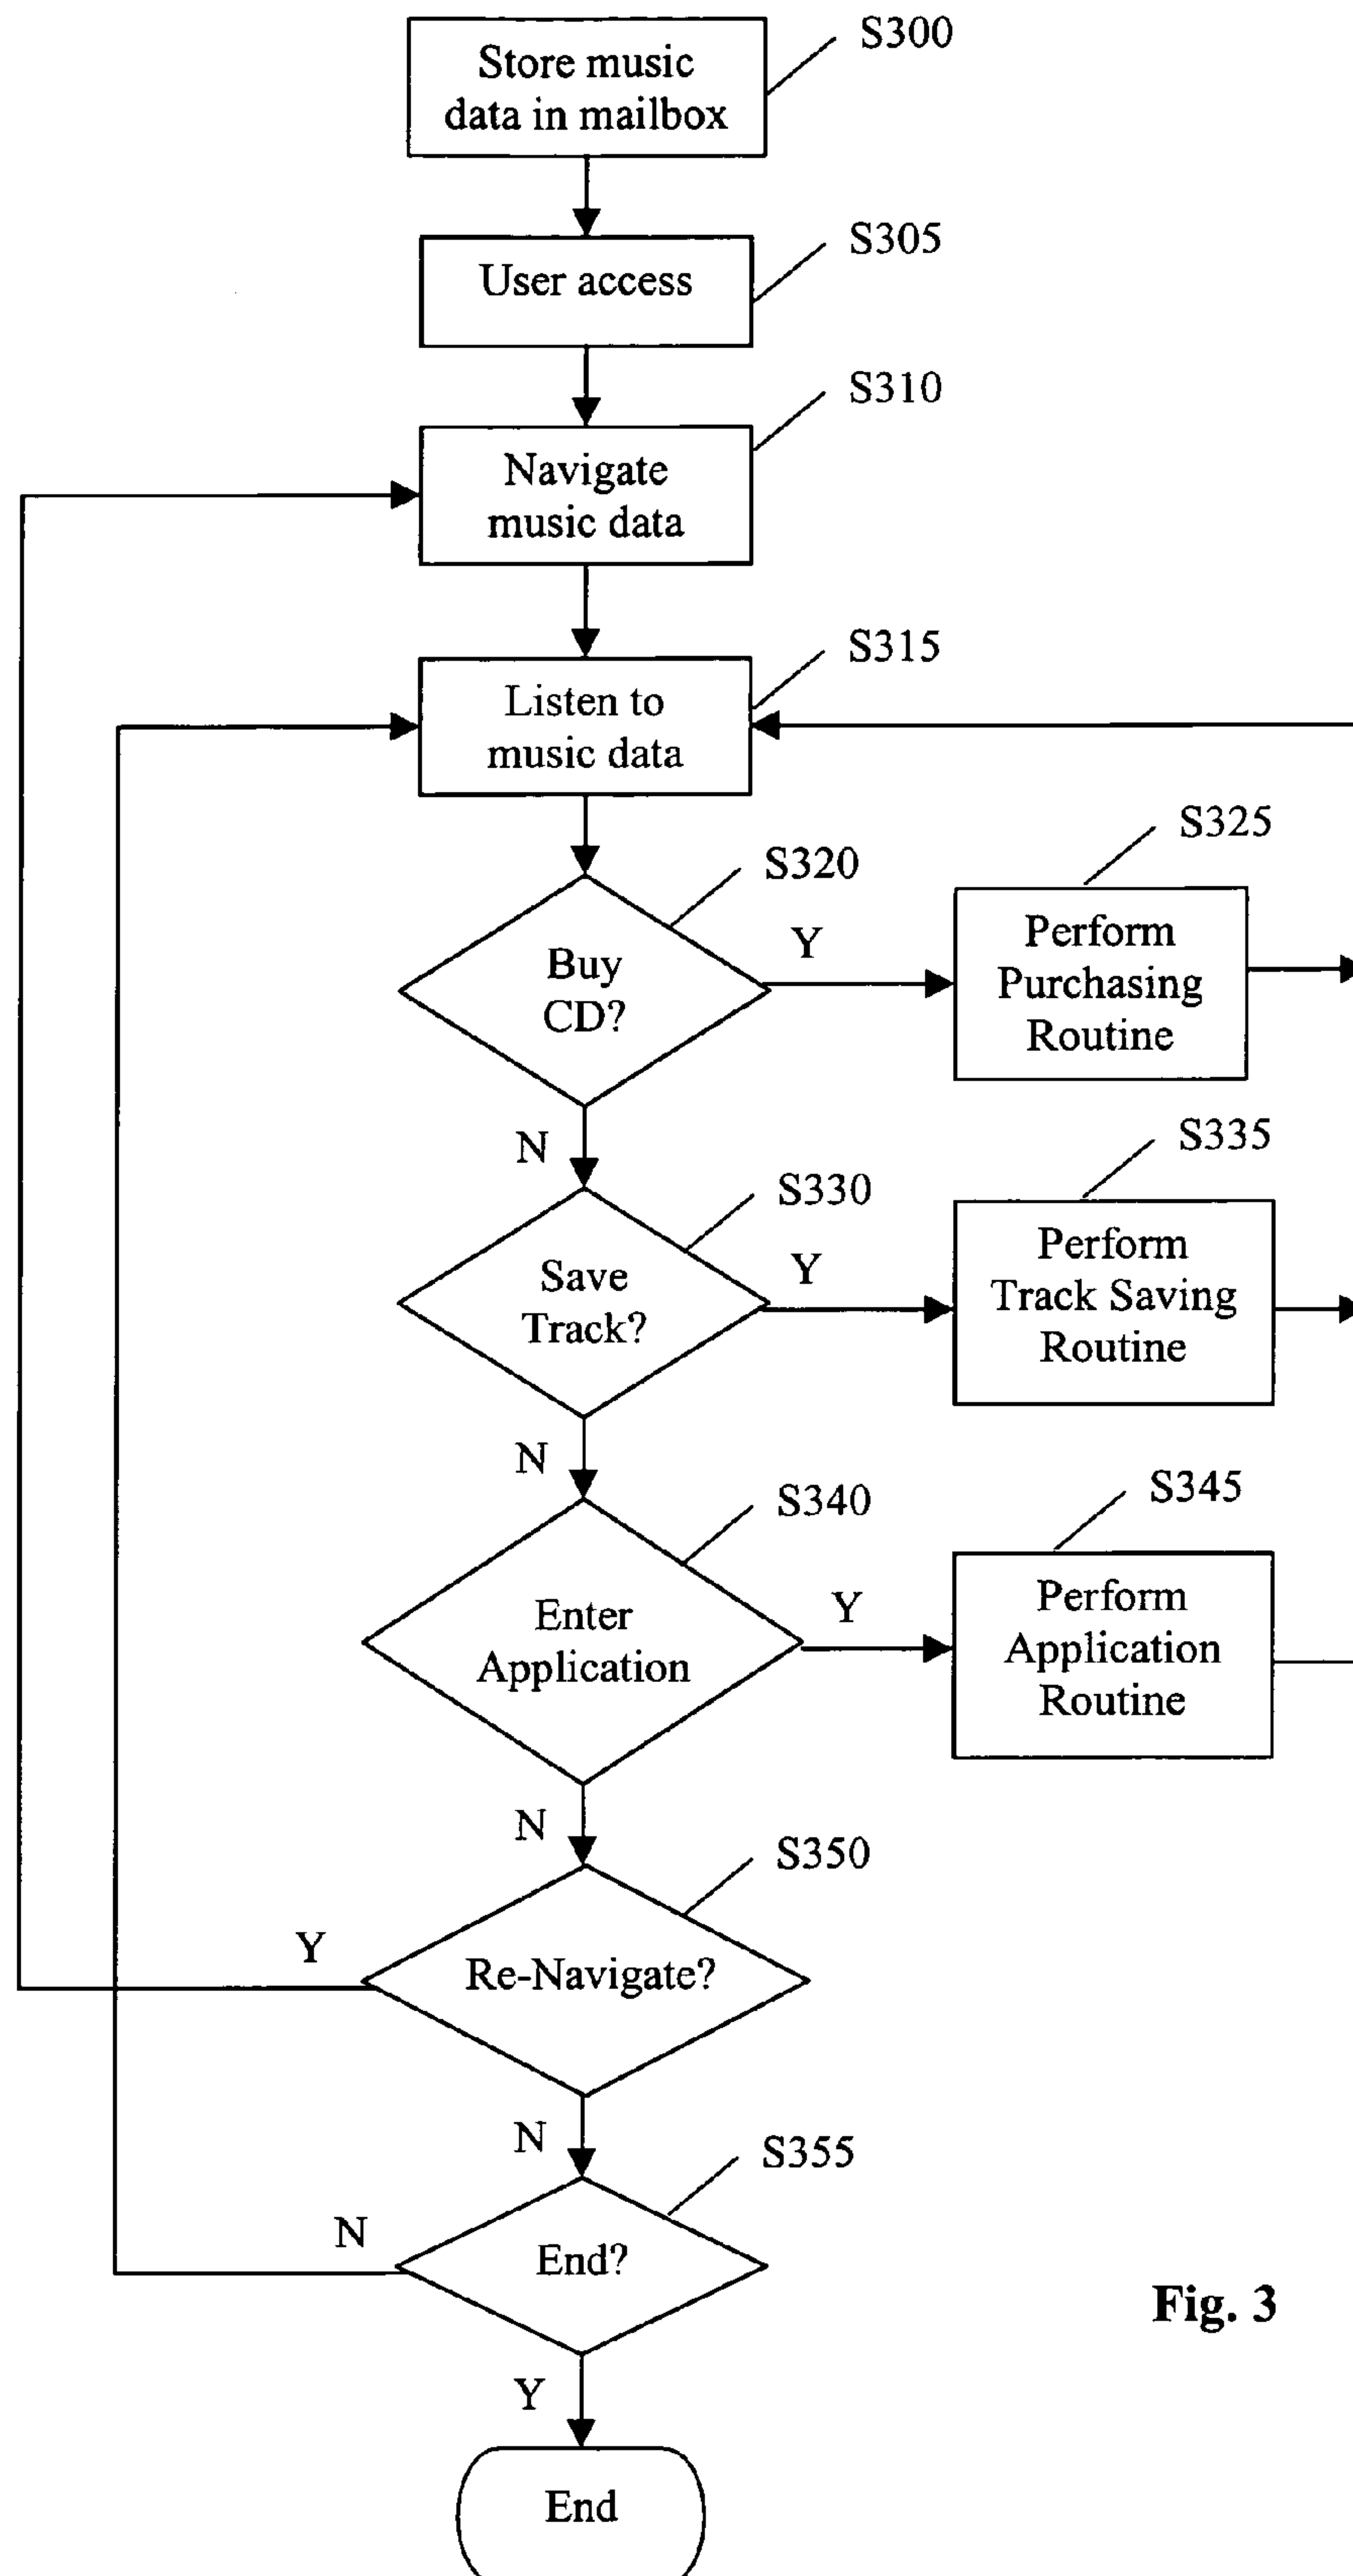 S300
Store music
data in mailbox
S305
User access
S310
Navigate
music data
S315
Listen to
music data
S325
S320
Y
Perform
Purchasing
Routine
Buy
CD?
N
S335
S330
Y
Perform
Track Saving
Routine
Save
Track?
N
S345
S340
Y
Perform
Application
Routine
Enter
Application
N
S350
Y
Re-Navigate?
N
S355
N
End?
Fig. 3
Y
End